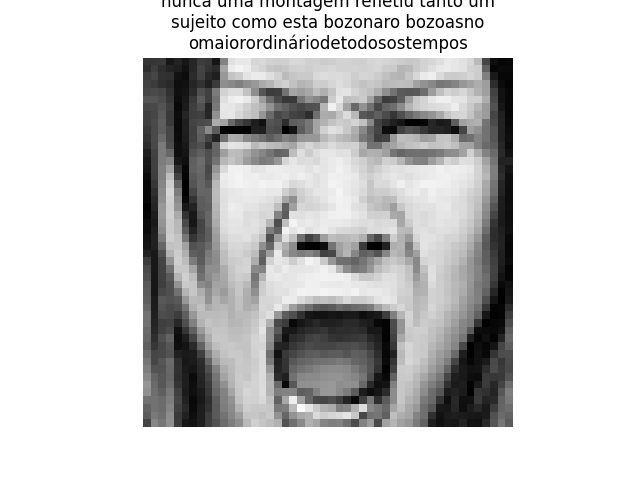 nunca uma montagem refletiu tanto um
sujeito como esta bozonaro bozoasno
omaiorordináriodetodosostempos